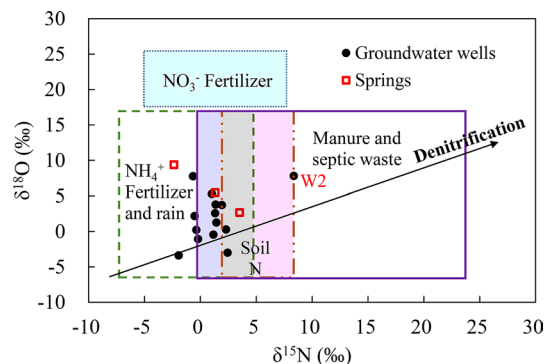 30
25
20
15
10
5
0
-5
-10
δ18O (‰)
NO3- Fertilizer
Groundwater wells
Springs
NH4+
Fertilizer
and rain
Manure and
septic waste
Denitrification
W2
Soil
N
-10 -5 0 5 10 15 20 25 30
δ15N (‰)